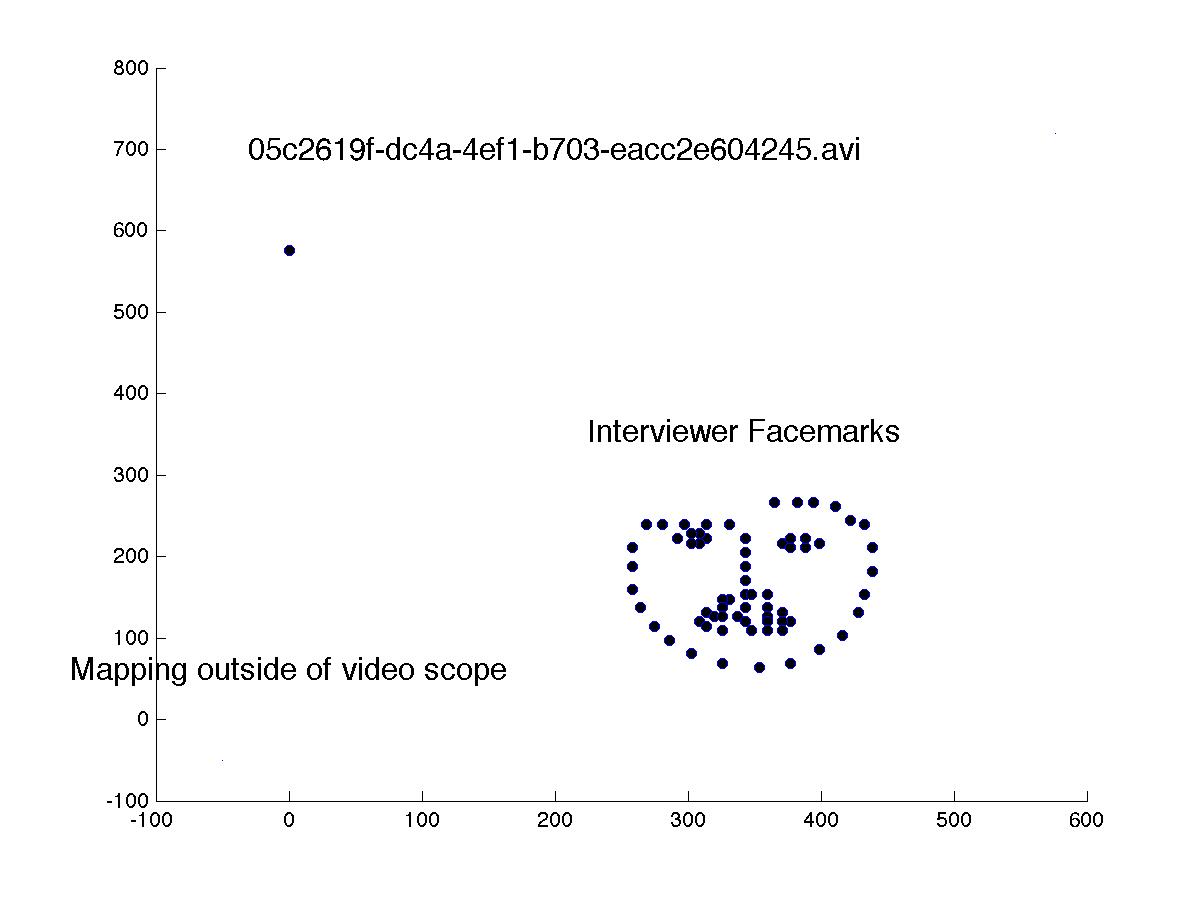 800
700
05c2619f-dc4a-4ef1-b703-eacc2e604245.avi
600
500
400
Interviewer Facemarks
300
200
100
Mapping outside of video scope
0
-100
-100 0 100 200 300 400 500 600